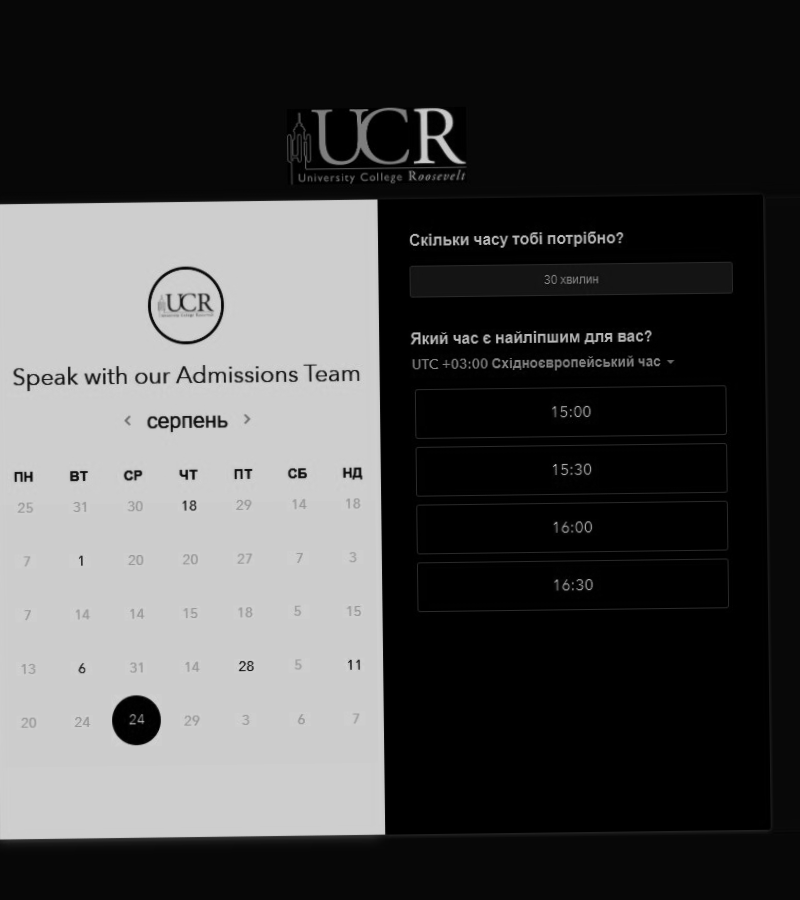 UCR
University College Roosevelt
UCR
Speak with our Admissions Team
< серпень >
ПН ВТ СР ЧТ ПТ СБ НД
25 31 30 18 29 14 18
7 1 20 20 27 7 3
7 14 14 15 18 5 15
13 6 31 14 28 5 11
20 24 24 29 3 6 7
Скільки часу тобі потрібно?
30 хвилин
Який час є найліпшим для вас?
UTC +03:00 Східноєвропейський час
15:00
15:30
16:00
16:30